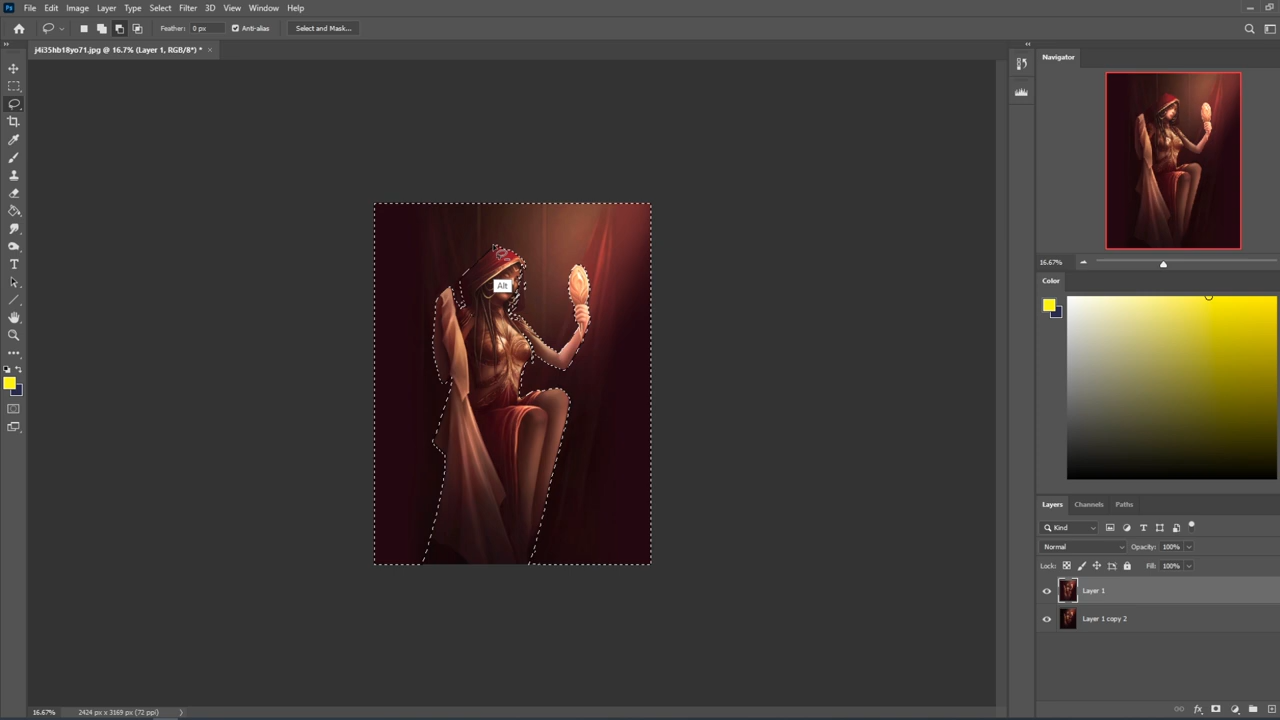 Ps File Edit Image Layer Type Select Filter 3D View Window Help
Feather: 0 px Anti-alias Select and Mask...
j4i35hb18yo71.jpg @ 16.7% (Layer 1, RGB/8*) * ×
Navigator
16.67%
Color
Alt
Layers Channels Paths
Kind
Normal Opacity: 100%
Lock: Fill: 100%
Layer 1
Layer 1 copy 2
fx
16.67% 2424 px x 3169 px (72 ppi)